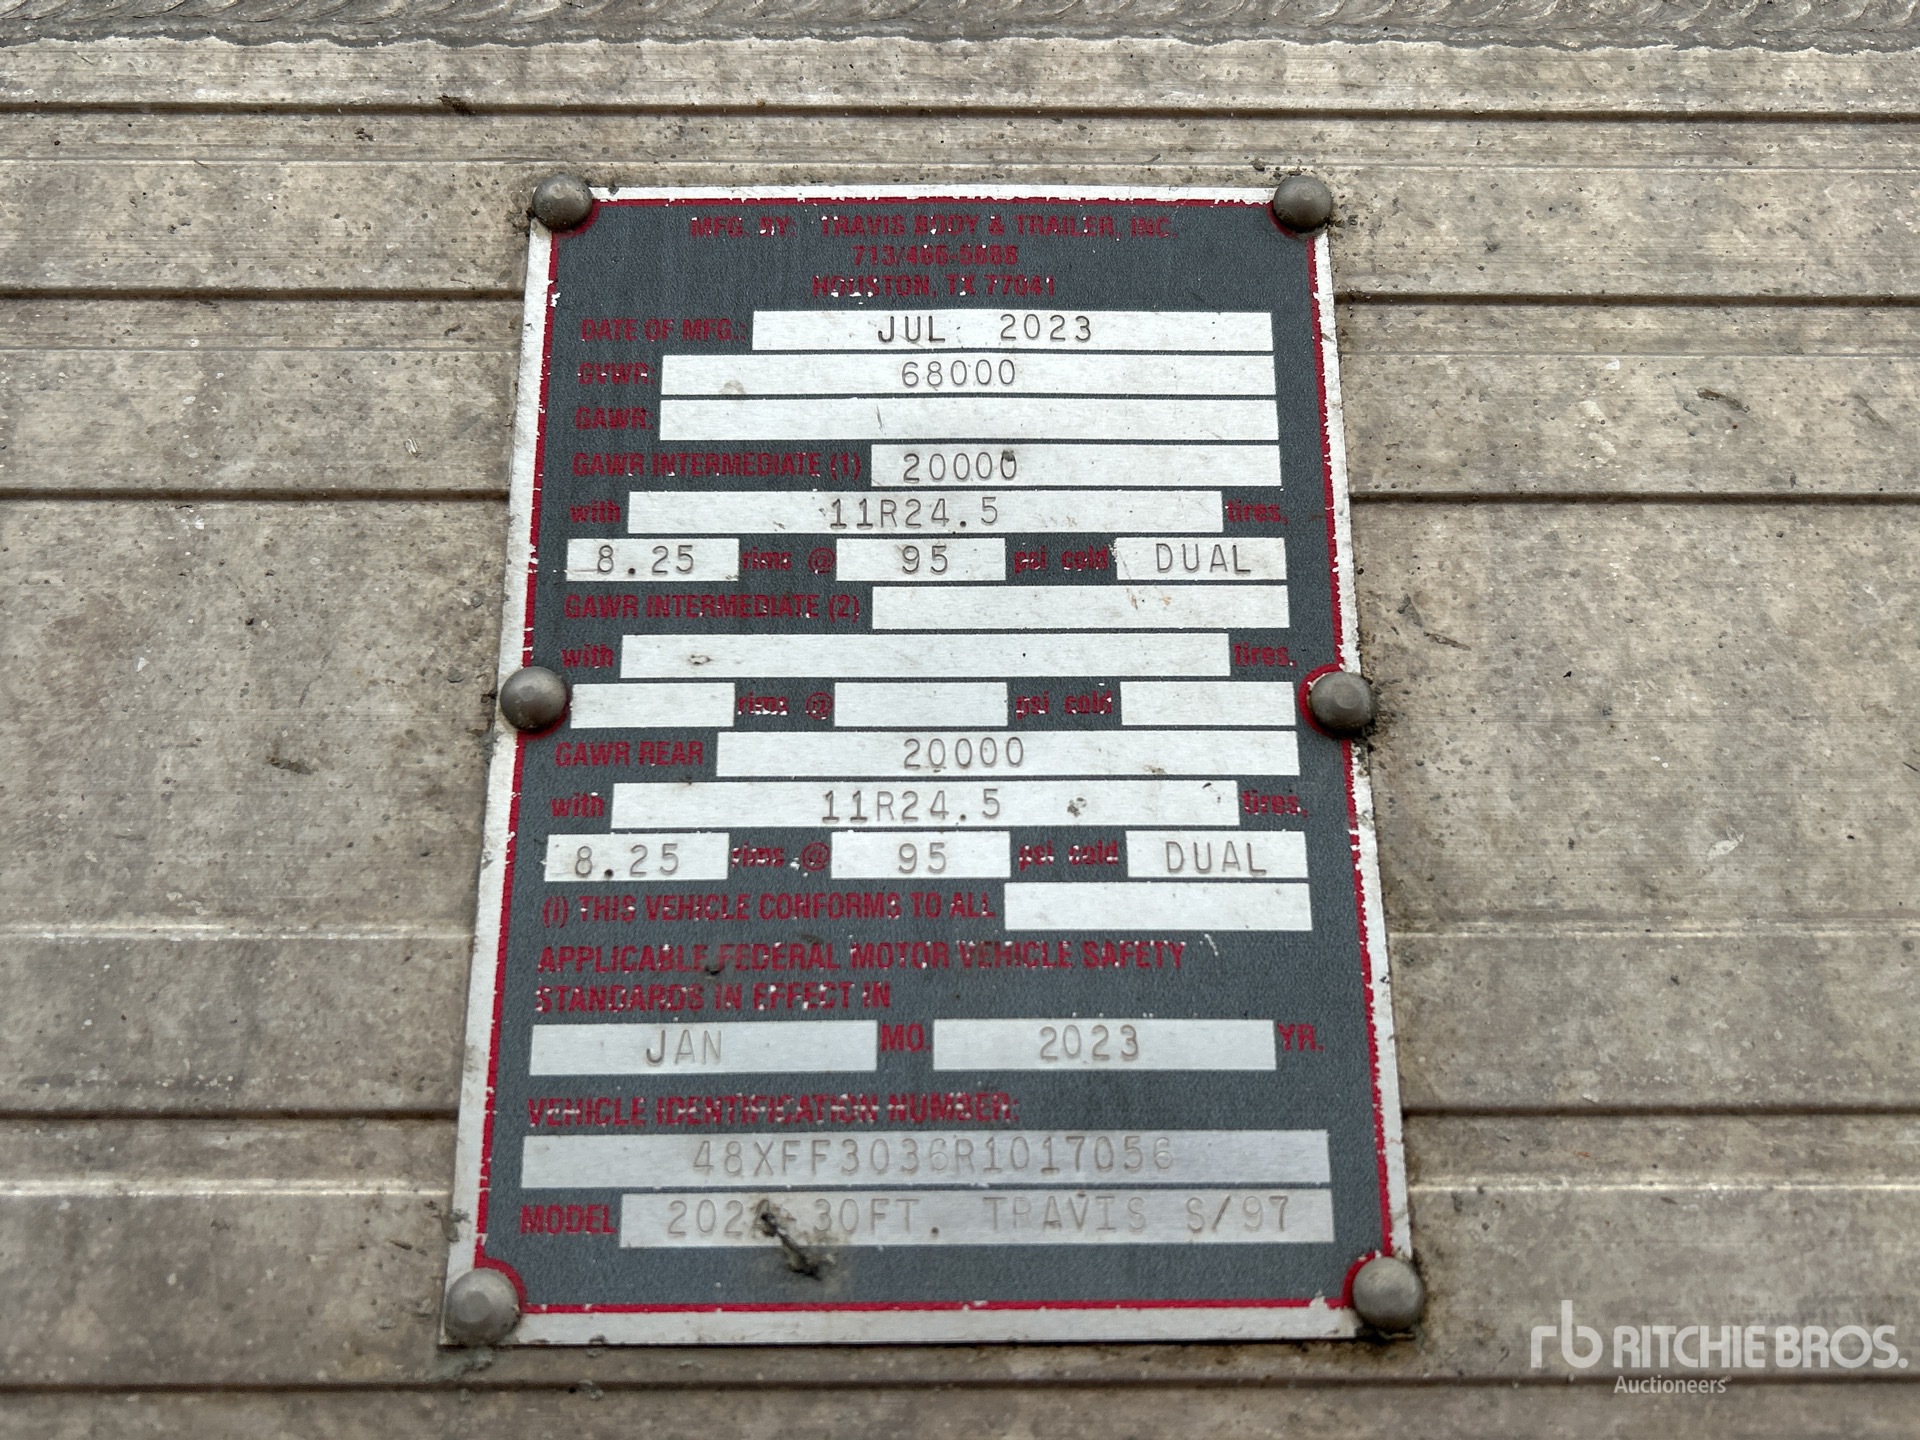 MFG. BY: TRAVIS BODY & TRAILER, INC.
713/466-5888
HOUSTON, TX 77041
DATE OF MFG.: JUL 2023
GVWR: 68000
GAWR:
GAWR INTERMEDIATE (1) 20000
with 11R24.5 tires,
8.25 rims @ 95 psi cold DUAL
GAWR INTERMEDIATE (2)
with tires,
rims @ psi cold
GAWR REAR 20000
with 11R24.5 tires,
8.25 rims @ 95 psi cold DUAL
(I) THIS VEHICLE CONFORMS TO ALL
APPLICABLE FEDERAL MOTOR VEHICLE SAFETY
STANDARDS IN EFFECT IN
JAN MO. 2023 YR.
VEHICLE IDENTIFICATION NUMBER:
48XFF3036R1017056
MODEL 2024 30FT. TRAVIS S/97
rb RITCHIE BROS.
Auctioneers